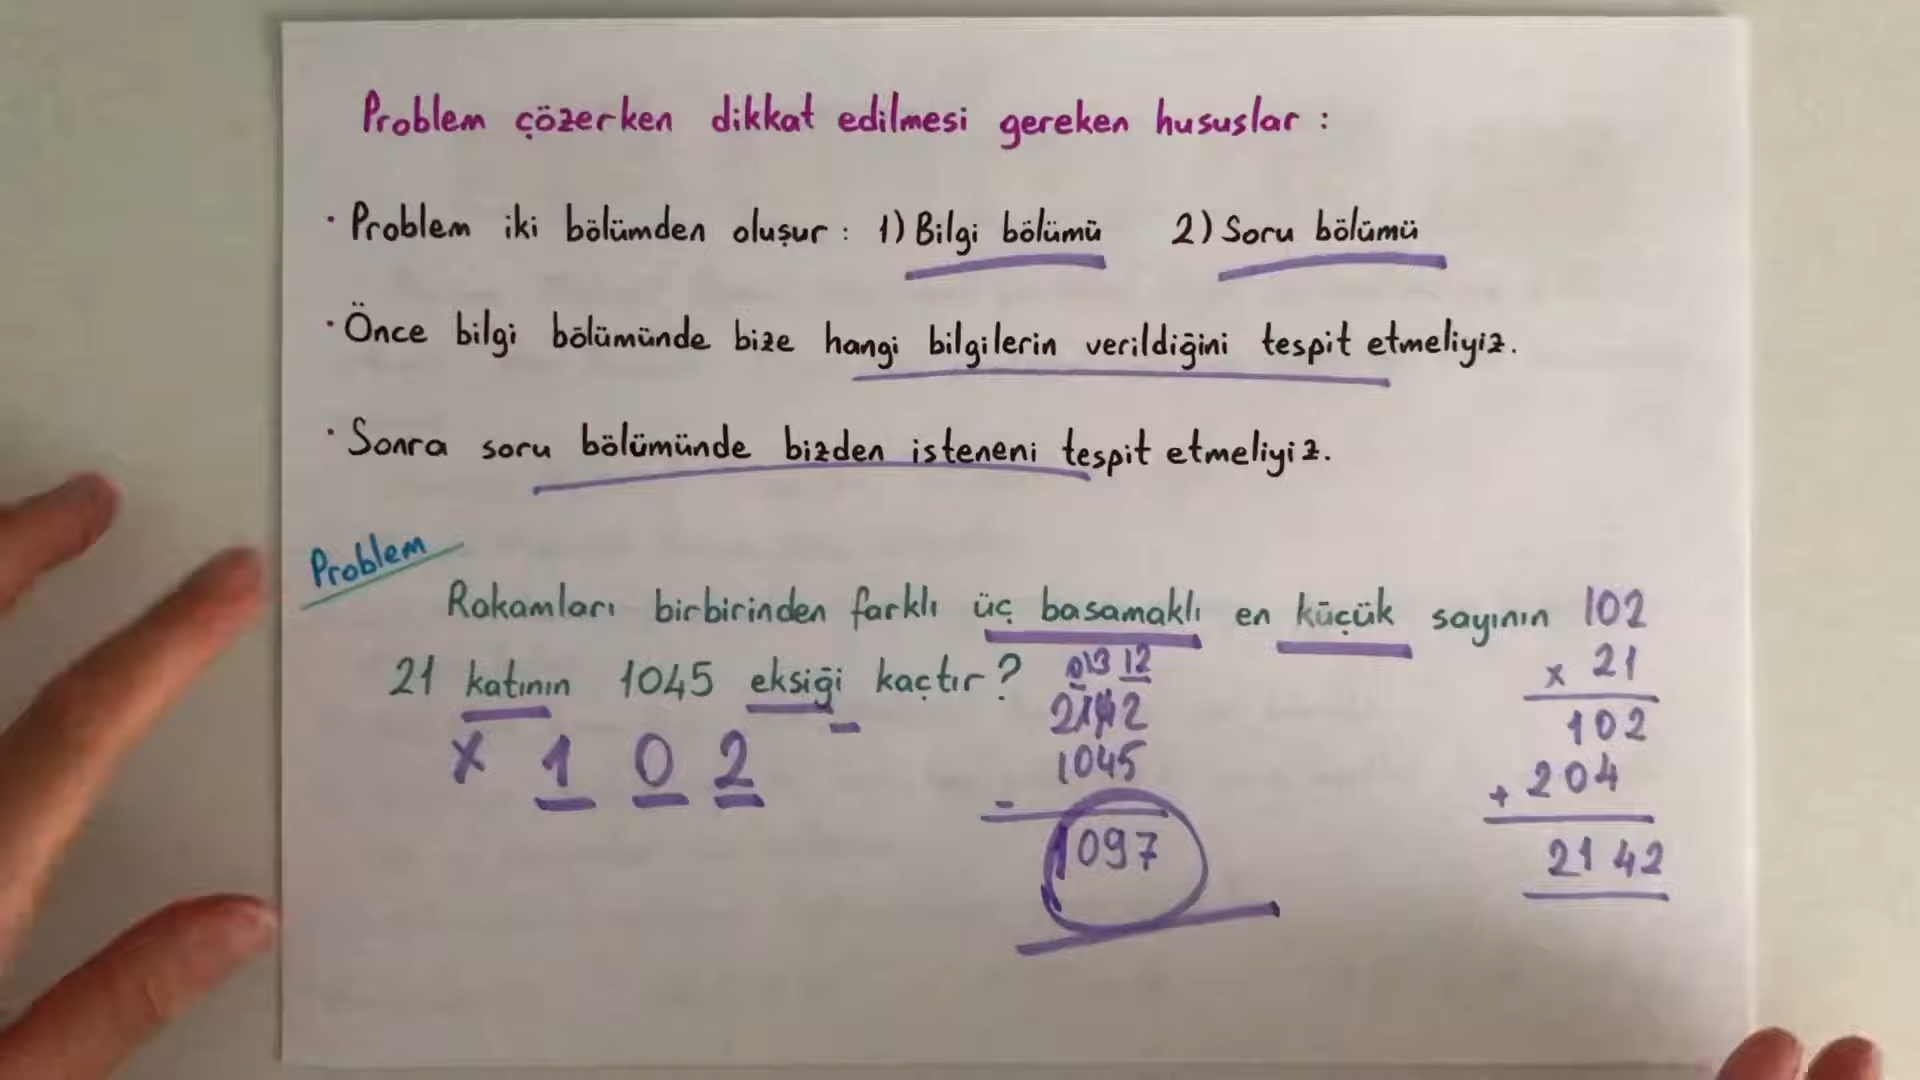 Problem çözerken dikkat edilmesi gereken hususlar :
· Problem iki bölümden oluşur : 1) Bilgi bölümü 2) Soru bölümü
· Önce bilgi bölümünde bize hangi bilgilerin verildiğini tespit etmeliyiz.
· Sonra soru bölümünde bizden isteneni tespit etmeliyiz.
Problem
Rakamları birbirinden farklı üç basamaklı en küçük sayının
21 katının 1045 eksiği kaçtır ?
x 1 0 2
-
0 13 12
2142
1045
-
1097
102
x 21
102
+ 204
2142